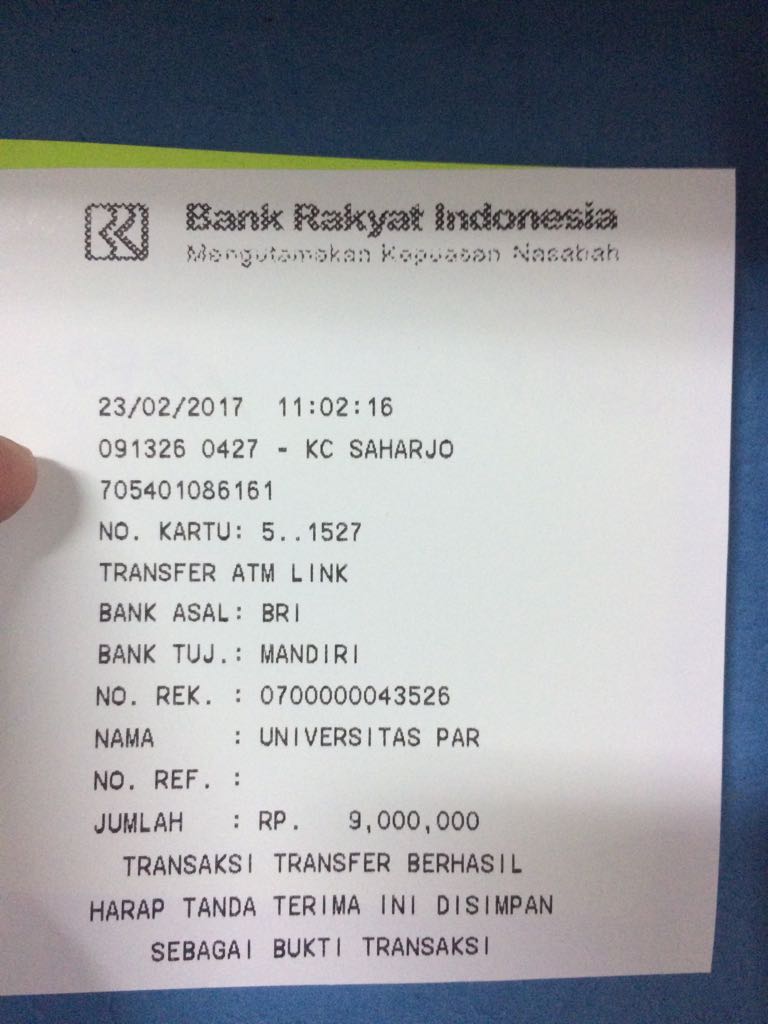 Bank Rakyat Indonesia
Mengutamakan Kepuasan Nasabah
23/02/2017 11:02:16
091326 0427 - KC SAHARJO
705401086161
NO. KARTU: 5..1527
TRANSFER ATM LINK
BANK ASAL: BRI
BANK TUJ.: MANDIRI
NO. REK. : 0700000043526
NAMA : UNIVERSITAS PAR
NO. REF. :
JUMLAH : RP. 9,000,000
TRANSAKSI TRANSFER BERHASIL
HARAP TANDA TERIMA INI DISIMPAN
SEBAGAI BUKTI TRANSAKSI